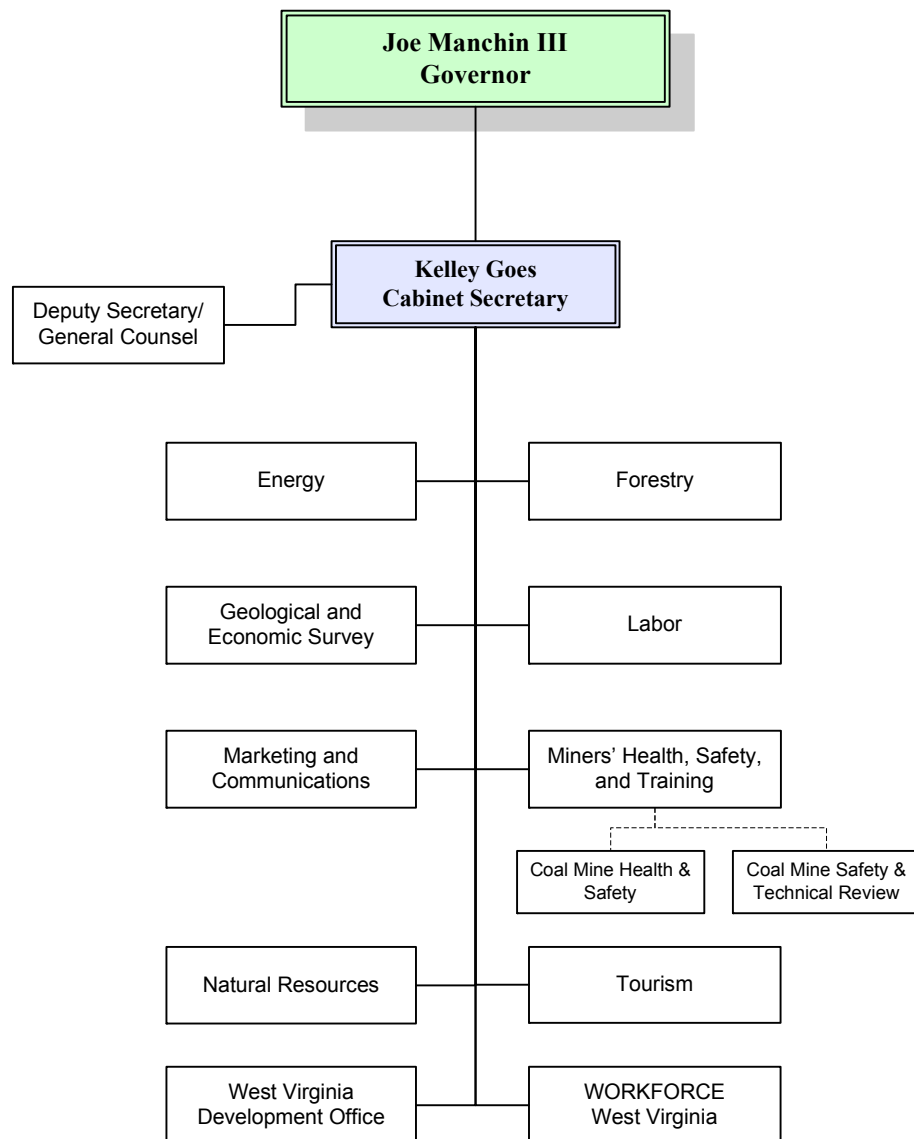 Joe Manchin III
Governor
Kelley Goes
Cabinet Secretary
Deputy Secretary/
General Counsel
Energy
Forestry
Geological and
Economic Survey
Labor
Marketing and
Communications
Miners’ Health, Safety,
and Training
Coal Mine Health &
Safety
Coal Mine Safety &
Technical Review
Natural Resources
Tourism
West Virginia
Development Office
WORKFORCE
West Virginia